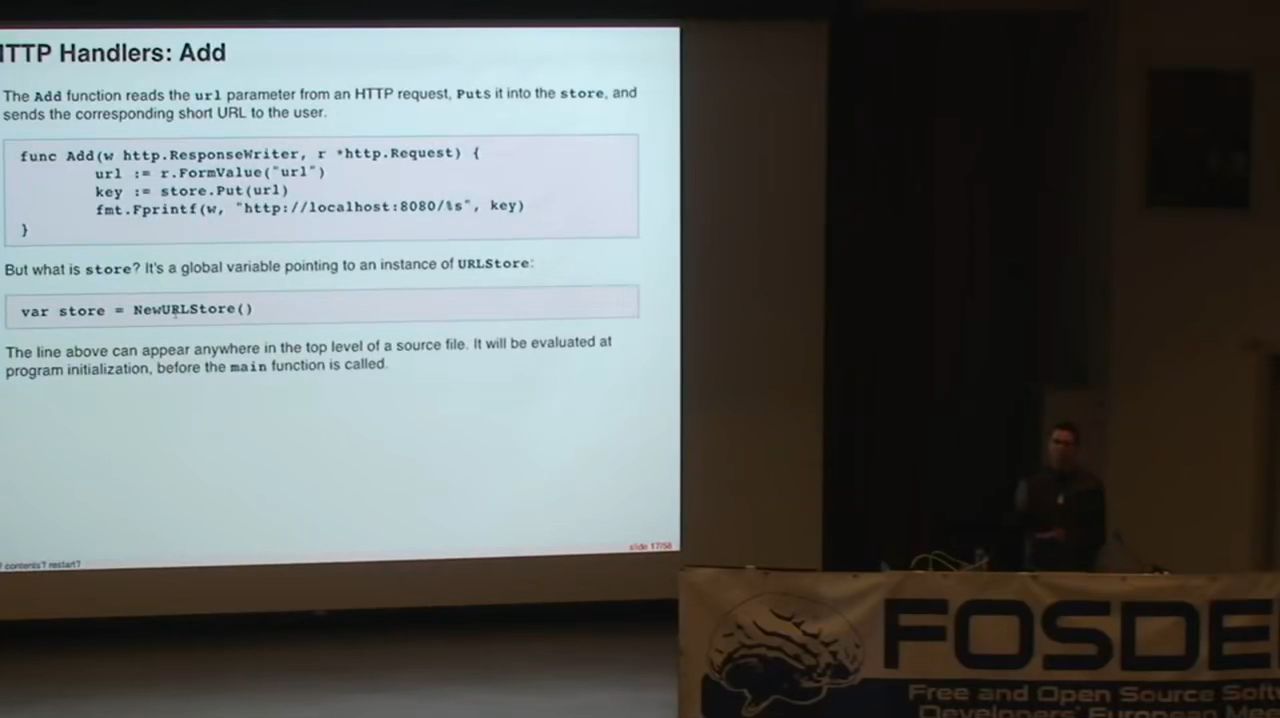 TTP Handlers: Add
The Add function reads the url parameter from an HTTP request, Puts it into the store, and
sends the corresponding short URL to the user.
func Add(w http.ResponseWriter, r *http.Request) {
url := r.FormValue("url")
key := store.Put(url)
fmt.Fprintf(w, "http://localhost:8080/%s", key)
}
But what is store? It's a global variable pointing to an instance of URLStore:
var store = NewURLStore()
The line above can appear anywhere in the top level of a source file. It will be evaluated at
program initialization, before the main function is called.
slide 17/58
contents? restart?
FOSDE
Free and Open Source Soft
Developers' European Mee